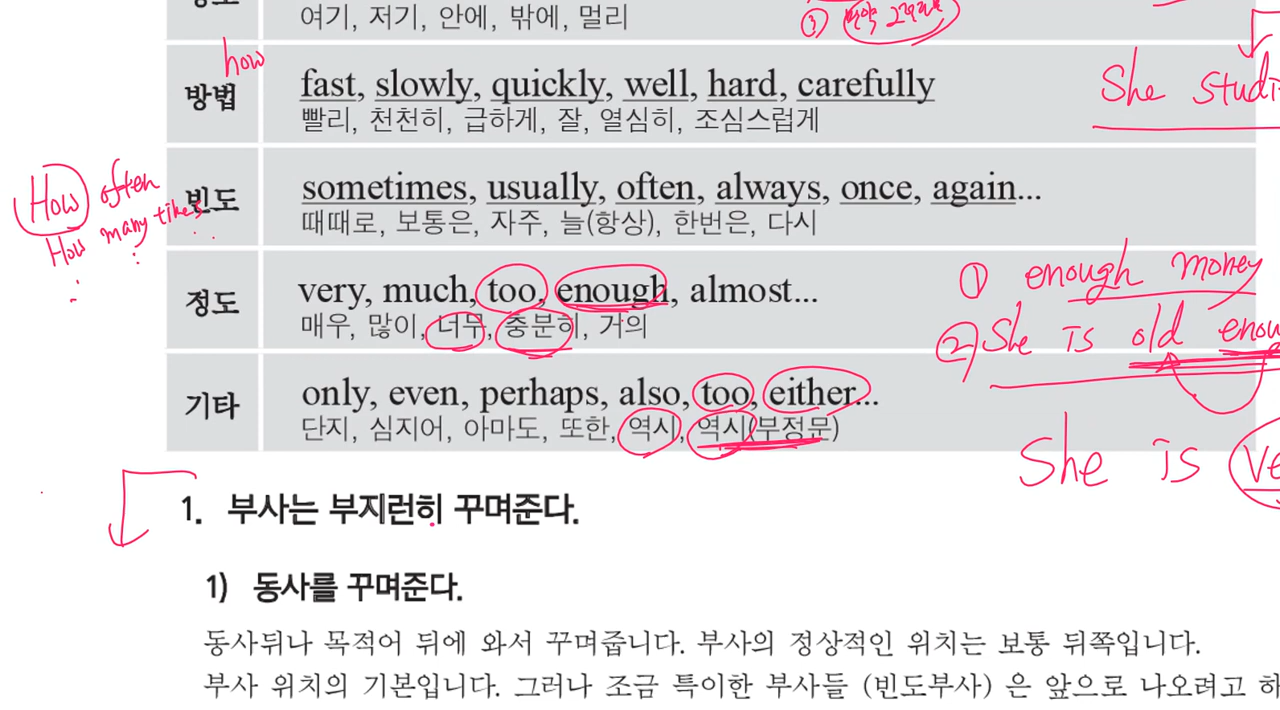 여기, 저기, 안에, 밖에, 멀리
③
how
방법 fast, slowly, quickly, well, hard, carefully
빨리, 천천히, 급하게, 잘, 열심히, 조심스럽게
She studi
How often
How many times
빈도 sometimes, usually, often, always, once, again...
때때로, 보통은, 자주, 늘(항상), 한번은, 다시
정도 very, much, too, enough, almost...
매우, 많이, 너무, 충분히, 거의
① enough money
② She is old enou
기타 only, even, perhaps, also, too, either...
단지, 심지어, 아마도, 또한, 역시, 역시(부정문)
She is ve
1. 부사는 부지런히 꾸며준다.
1) 동사를 꾸며준다.
동사뒤나 목적어 뒤에 와서 꾸며줍니다. 부사의 정상적인 위치는 보통 뒤쪽입니다.
부사 위치의 기본입니다. 그러나 조금 특이한 부사들 (빈도부사) 은 앞으로 나오려고 하